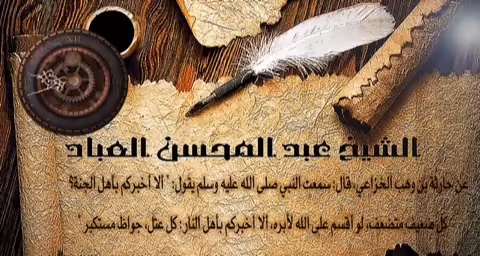 الشيخ عبد المحسن العباد
عن حارثة بن وهب الخزاعي، قال: سمعت النبي صلى الله عليه وسلم يقول: " ألا أخبركم بأهل الجنة؟
كل ضعيف متضعف، لو أقسم على الله لأبره، ألا أخبركم بأهل النار: كل عتل، جواظ مستكبر "